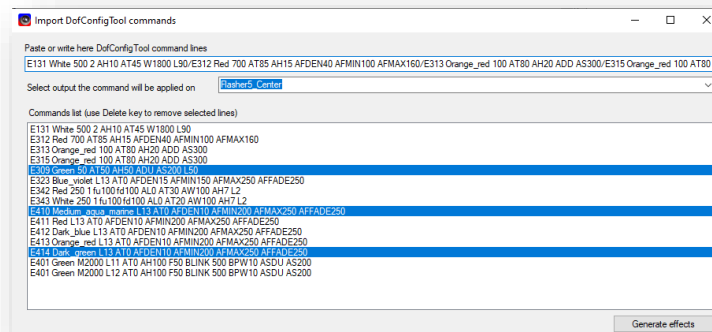 Import DofConfigTool commands
Paste or write here DofConfigTool command lines
E131 White 500 2 AH10 AT45 W1800 L90/E312 Red 700 AT85 AH15 AFDEN40 AFMIN100 AFMAX160/E313 Orange_red 100 AT80 AH20 ADD AS300/E315 Orange_red 100 AT80
Select output the command will be applied on
Flasher5_Center
Commands list (use Delete key to remove selected lines)
E131 White 500 2 AH10 AT45 W1800 L90
E312 Red 700 AT85 AH15 AFDEN40 AFMIN100 AFMAX160
E313 Orange_red 100 AT80 AH20 ADD AS300
E315 Orange_red 100 AT80 AH20 ADD AS300
E309 Green 50 AT50 AH50 ADU AS200 L50
E323 Blue_violet L13 AT0 AFDEN15 AFMIN150 AFMAX250 AFFADE250
E342 Red 250 1 fu100 fd100 AL0 AT30 AW100 AH7 L2
E343 White 250 1 fu100 fd100 AL0 AT20 AW100 AH7 L2
E410 Medium_aqua_marine L13 AT0 AFDEN10 AFMIN200 AFMAX250 AFFADE250
E411 Red L13 AT0 AFDEN10 AFMIN200 AFMAX250 AFFADE250
E412 Dark_blue L13 AT0 AFDEN10 AFMIN200 AFMAX250 AFFADE250
E413 Orange_red L13 AT0 AFDEN10 AFMIN200 AFMAX250 AFFADE250
E414 Dark_green L13 AT0 AFDEN10 AFMIN200 AFMAX250 AFFADE250
E401 Green M2000 L11 AT0 AH100 F50 BLINK 500 BPW10 ASDU AS200
E401 Green M2000 L12 AT0 AH100 F50 BLINK 500 BPW10 ASDU AS200
Generate effects